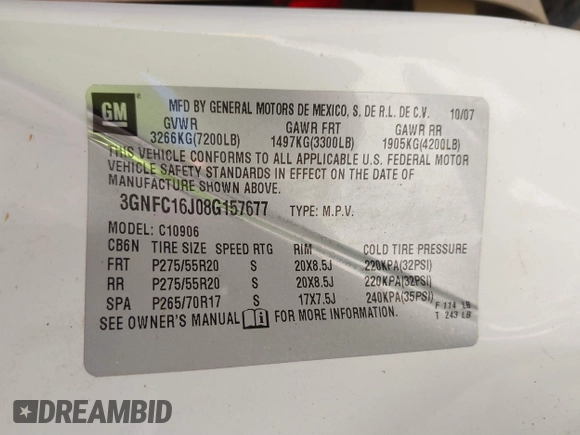 GM ®
MFD BY GENERAL MOTORS DE MEXICO, S. DE R.L. DE C.V. 10/07
GVWR GAWR FRT GAWR RR
3266KG(7200LB) 1497KG(3300LB) 1905KG(4200LB)
THIS VEHICLE CONFORMS TO ALL APPLICABLE U.S. FEDERAL MOTOR
VEHICLE SAFETY STANDARDS IN EFFECT ON THE DATE OF
MANUFACTURE SHOWN ABOVE.
3GNFC16J08G157677 TYPE: M.P.V.
MODEL: C10906
CB6N TIRE SIZE SPEED RTG RIM COLD TIRE PRESSURE
FRT P275/55R20 S 20X8.5J 220KPA(32PSI)
RR P275/55R20 S 20X8.5J 220KPA(32PSI)
SPA P265/70R17 S 17X7.5J 240KPA(35PSI)
SEE OWNER'S MANUAL i FOR MORE INFORMATION.
F 114 LB
T 243 LB
DREAMBID